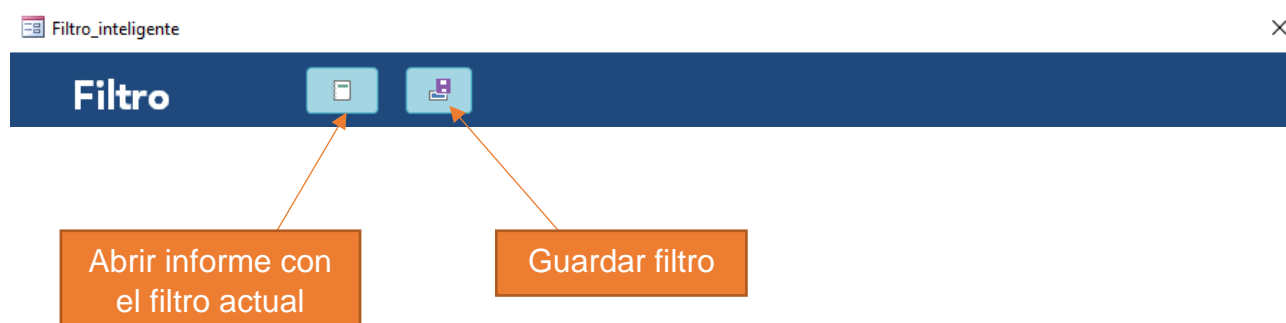 Filtro_inteligente
Filtro
Abrir informe con
el filtro actual
Guardar filtro